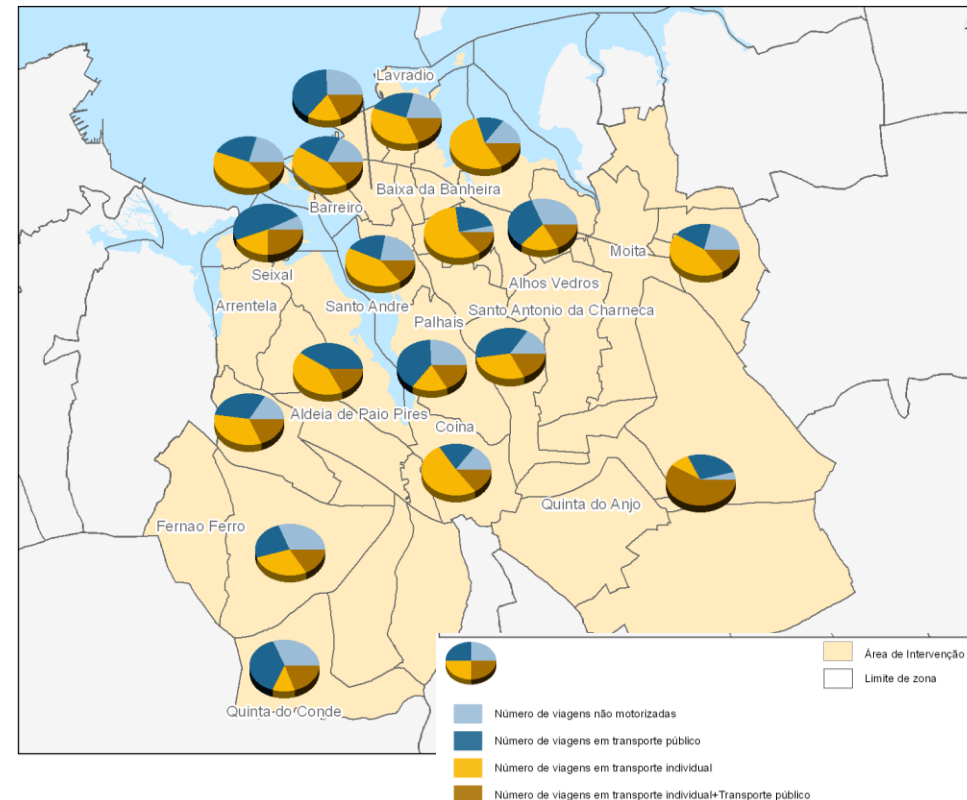 Lavradio
Baixa da Banheira
Barreiro
Moita
Seixal
Alhos Vedros
Arrentela
Santo Andre
Santo Antonio da Charneca
Palhais
Aldeia de Paio Pires
Coina
Quinta do Anjo
Fernao Ferro
Quinta do Conde
Área de Intervenção
Limite de zona
Número de viagens não motorizadas
Número de viagens em transporte público
Número de viagens em transporte individual
Número de viagens em transporte individual+Transporte público